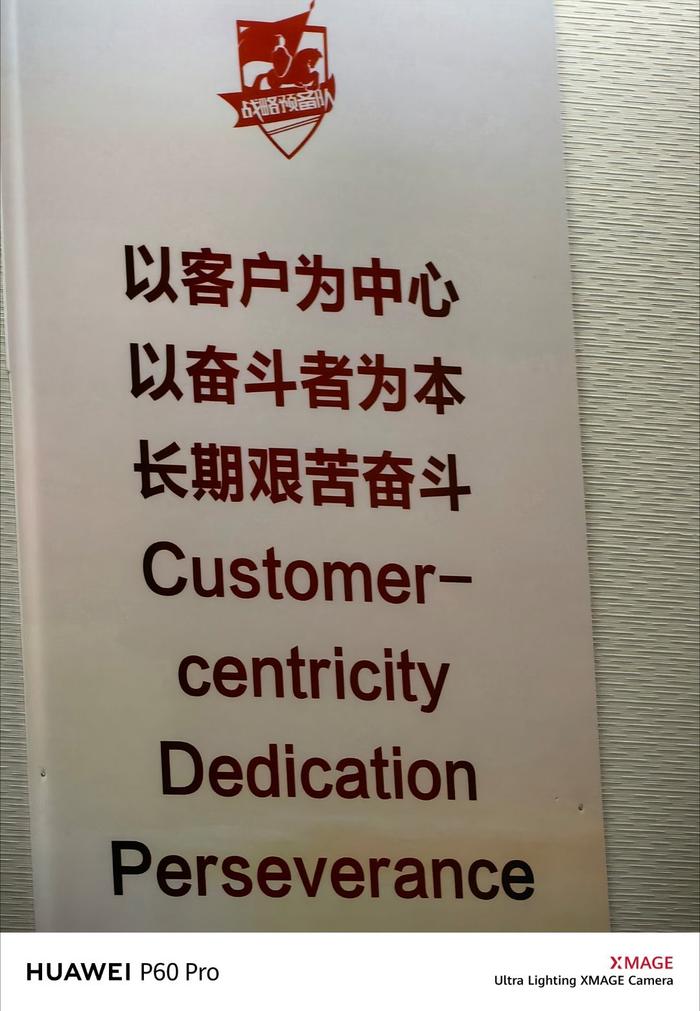 战略预备队
以客户为中心
以奋斗者为本
长期艰苦奋斗
Customer-
centricity
Dedication
Perseverance
HUAWEI P60 Pro
XMAGE
Ultra Lighting XMAGE Camera